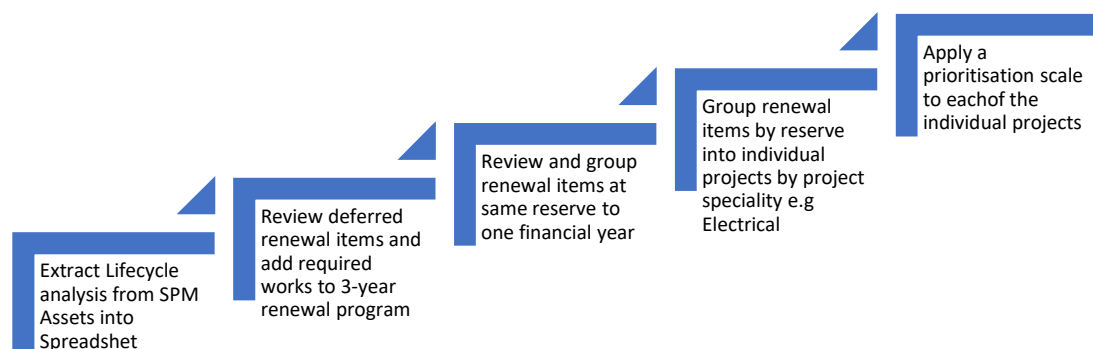 Extract Lifecycle
analysis from SPM
Assets into
Spreadshet
Review deferred
renewal items and
add required
works to 3-year
renewal program
Review and group
renewal items at
same reserve to
one financial year
Group renewal
items by reserve
into individual
projects by project
speciality e.g
Electrical
Apply a
prioritisation scale
to eachof the
individual projects